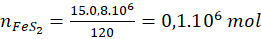 n_{FeS_2} = \frac{15.0,8.10^6}{120} = 0,1.10^6 mol